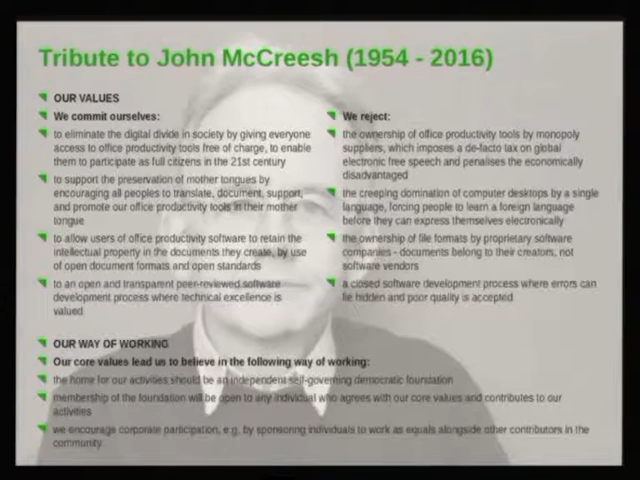 Tribute to John McCreesh (1954 - 2016)
OUR VALUES
We commit ourselves:
to eliminate the digital divide in society by giving everyone
access to office productivity tools free of charge, to enable
them to participate as full citizens in the 21st century
to support the preservation of mother tongues by
encouraging all peoples to translate, document, support,
and promote our office productivity tools in their mother
tongue
to allow users of office productivity software to retain the
intellectual property in the documents they create, by use
of open document formats and open standards
to an open and transparent peer-reviewed software
development process where technical excellence is
valued
We reject:
the ownership of office productivity tools by monopoly
suppliers, which imposes a de-facto tax on global
electronic free speech and penalises the economically
disadvantaged
the creeping domination of computer desktops by a single
language, forcing people to learn a foreign language
before they can express themselves electronically
the ownership of file formats by proprietary software
companies - documents belong to their creators, not
software vendors
a closed software development process where errors can
lie hidden and poor quality is accepted
OUR WAY OF WORKING
Our core values lead us to believe in the following way of working:
the home for our activities should be an independent self-governing democratic foundation
membership of the foundation will be open to any individual who agrees with our core values and contributes to our
activities
we encourage corporate participation, e.g. by sponsoring individuals to work as equals alongside other contributors in the
community